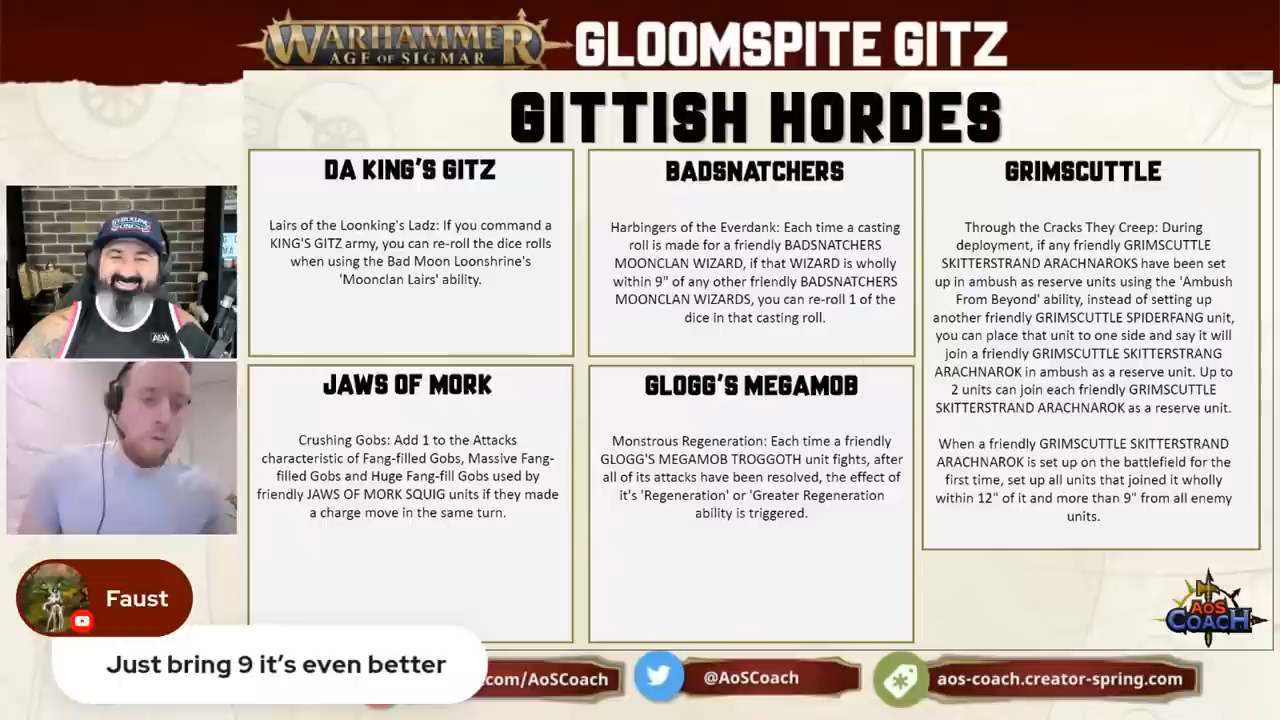 WARHAMMER
AGE OF SIGMAR
GLOOMSPITE GITZ
GITTISH HORDES
DA KING'S GITZ
Lairs of the Loonking's Ladz: If you command a
KING'S GITZ army, you can re-roll the dice rolls
when using the Bad Moon Loonshrine's
'Moonclan Lairs' ability.
BADSNATCHERS
Harbingers of the Everdank: Each time a casting
roll is made for a friendly BADSNATCHERS
MOONCLAN WIZARD, if that WIZARD is wholly
within 9" of any other friendly BADSNATCHERS
MOONCLAN WIZARDS, you can re-roll 1 of the
dice in that casting roll.
GRIMSCUTTLE
Through the Cracks They Creep: During
deployment, if any friendly GRIMSCUTTLE
SKITTERSTRAND ARACHNAROKS have been set
up in ambush as reserve units using the 'Ambush
From Beyond' ability, instead of setting up
another friendly GRIMSCUTTLE SPIDERFANG unit,
you can place that unit to one side and say it will
join a friendly GRIMSCUTTLE SKITTERSTRANG
ARACHNAROK in ambush as a reserve unit. Up to
2 units can join each friendly GRIMSCUTTLE
SKITTERSTRAND ARACHNAROK as a reserve unit.
When a friendly GRIMSCUTTLE SKITTERSTRAND
ARACHNAROK is set up on the battlefield for the
first time, set up all units that joined it wholly
within 12" of it and more than 9" from all enemy
units.
JAWS OF MORK
Crushing Gobs: Add 1 to the Attacks
characteristic of Fang-filled Gobs, Massive Fang-
filled Gobs and Huge Fang-fill Gobs used by
friendly JAWS OF MORK SQUIG units if they made
a charge move in the same turn.
GLOGG'S MEGAMOB
Monstrous Regeneration: Each time a friendly
GLOGG'S MEGAMOB TROGGOTH unit fights, after
all of its attacks have been resolved, the effect of
it's 'Regeneration' or 'Greater Regeneration
ability is triggered.
Faust
Just bring 9 it's even better
.com/AoSCoach
@AoSCoach
aos-coach.creator-spring.com
AoS
COACH